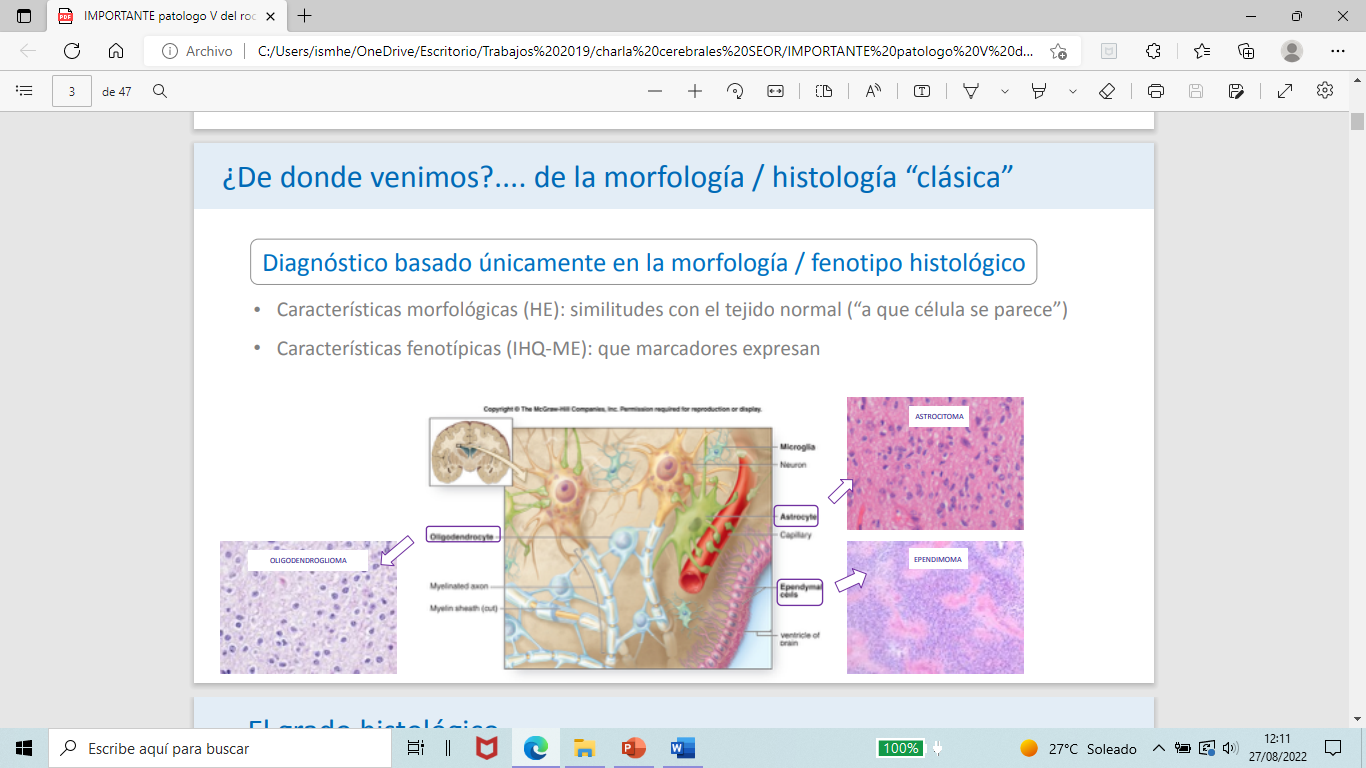 IMPORTANTE patologo V del roc
Archivo
C:/Users/ismhe/OneDrive/Escritorio/Trabajos%202019/charla%20cerebrales%20SEOR/IMPORTANTE%20patologo%20V%20d...
3 de 47
¿De donde venimos?.... de la morfología / histología “clásica”
Diagnóstico basado únicamente en la morfología / fenotipo histológico
• Características morfológicas (HE): similitudes con el tejido normal (“a que célula se parece”)
• Características fenotípicas (IHQ-ME): que marcadores expresan
Copyright © The McGraw-Hill Companies, Inc. Permission required for reproduction or display.
ASTROCITOMA
Microglia
Neuron
Astrocyte
Capillary
Oligodendrocyte
OLIGODENDROGLIOMA
EPENDIMOMA
Myelinated axon
Ependymal
cells
Myelin sheath (cut)
ventricle of
brain
El grado histológico
Escribe aquí para buscar
100%
27°C Soleado
12:11
27/08/2022